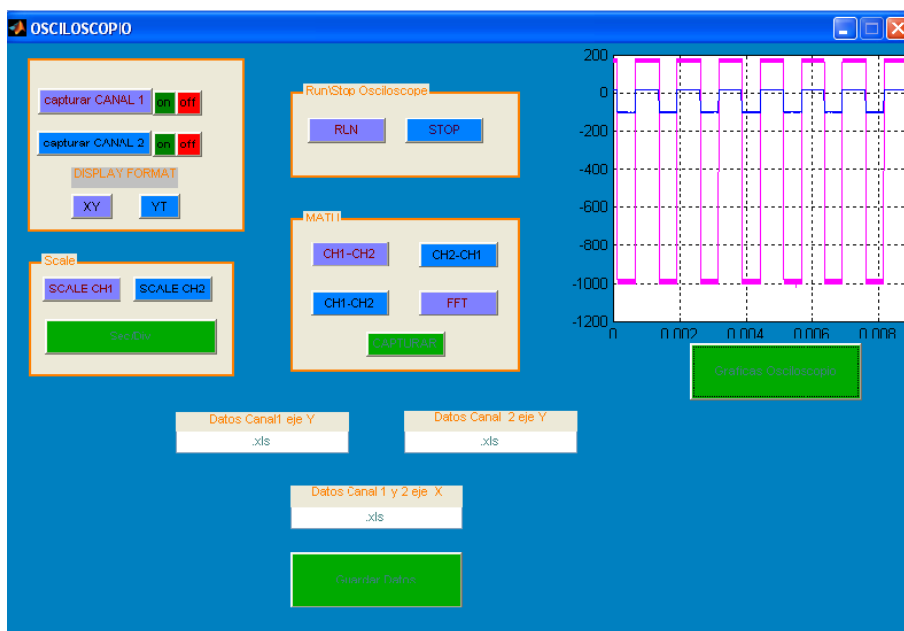 OSCILOSCOPIO
capturar CANAL 1 on off
capturar CANAL 2 on off
DISPLAY FORMAT
XY YT
Scale
SCALE CH1 SCALE CH2
Run\Stop Osciloscope
STOP
CH1-CH2 CH2-CH1
CH1-CH2 FFT
CAPTURAR
200
0
-200
-400
-600
-800
-1000
-1200
0 0.002 0.004 0.006 0.008
Graficas Osciloscopio
Datos Canal1 eje Y
.xls
Datos Canal 2 eje Y
.xls
Datos Canal 1 y 2 eje X
.xls
Guardar Datos